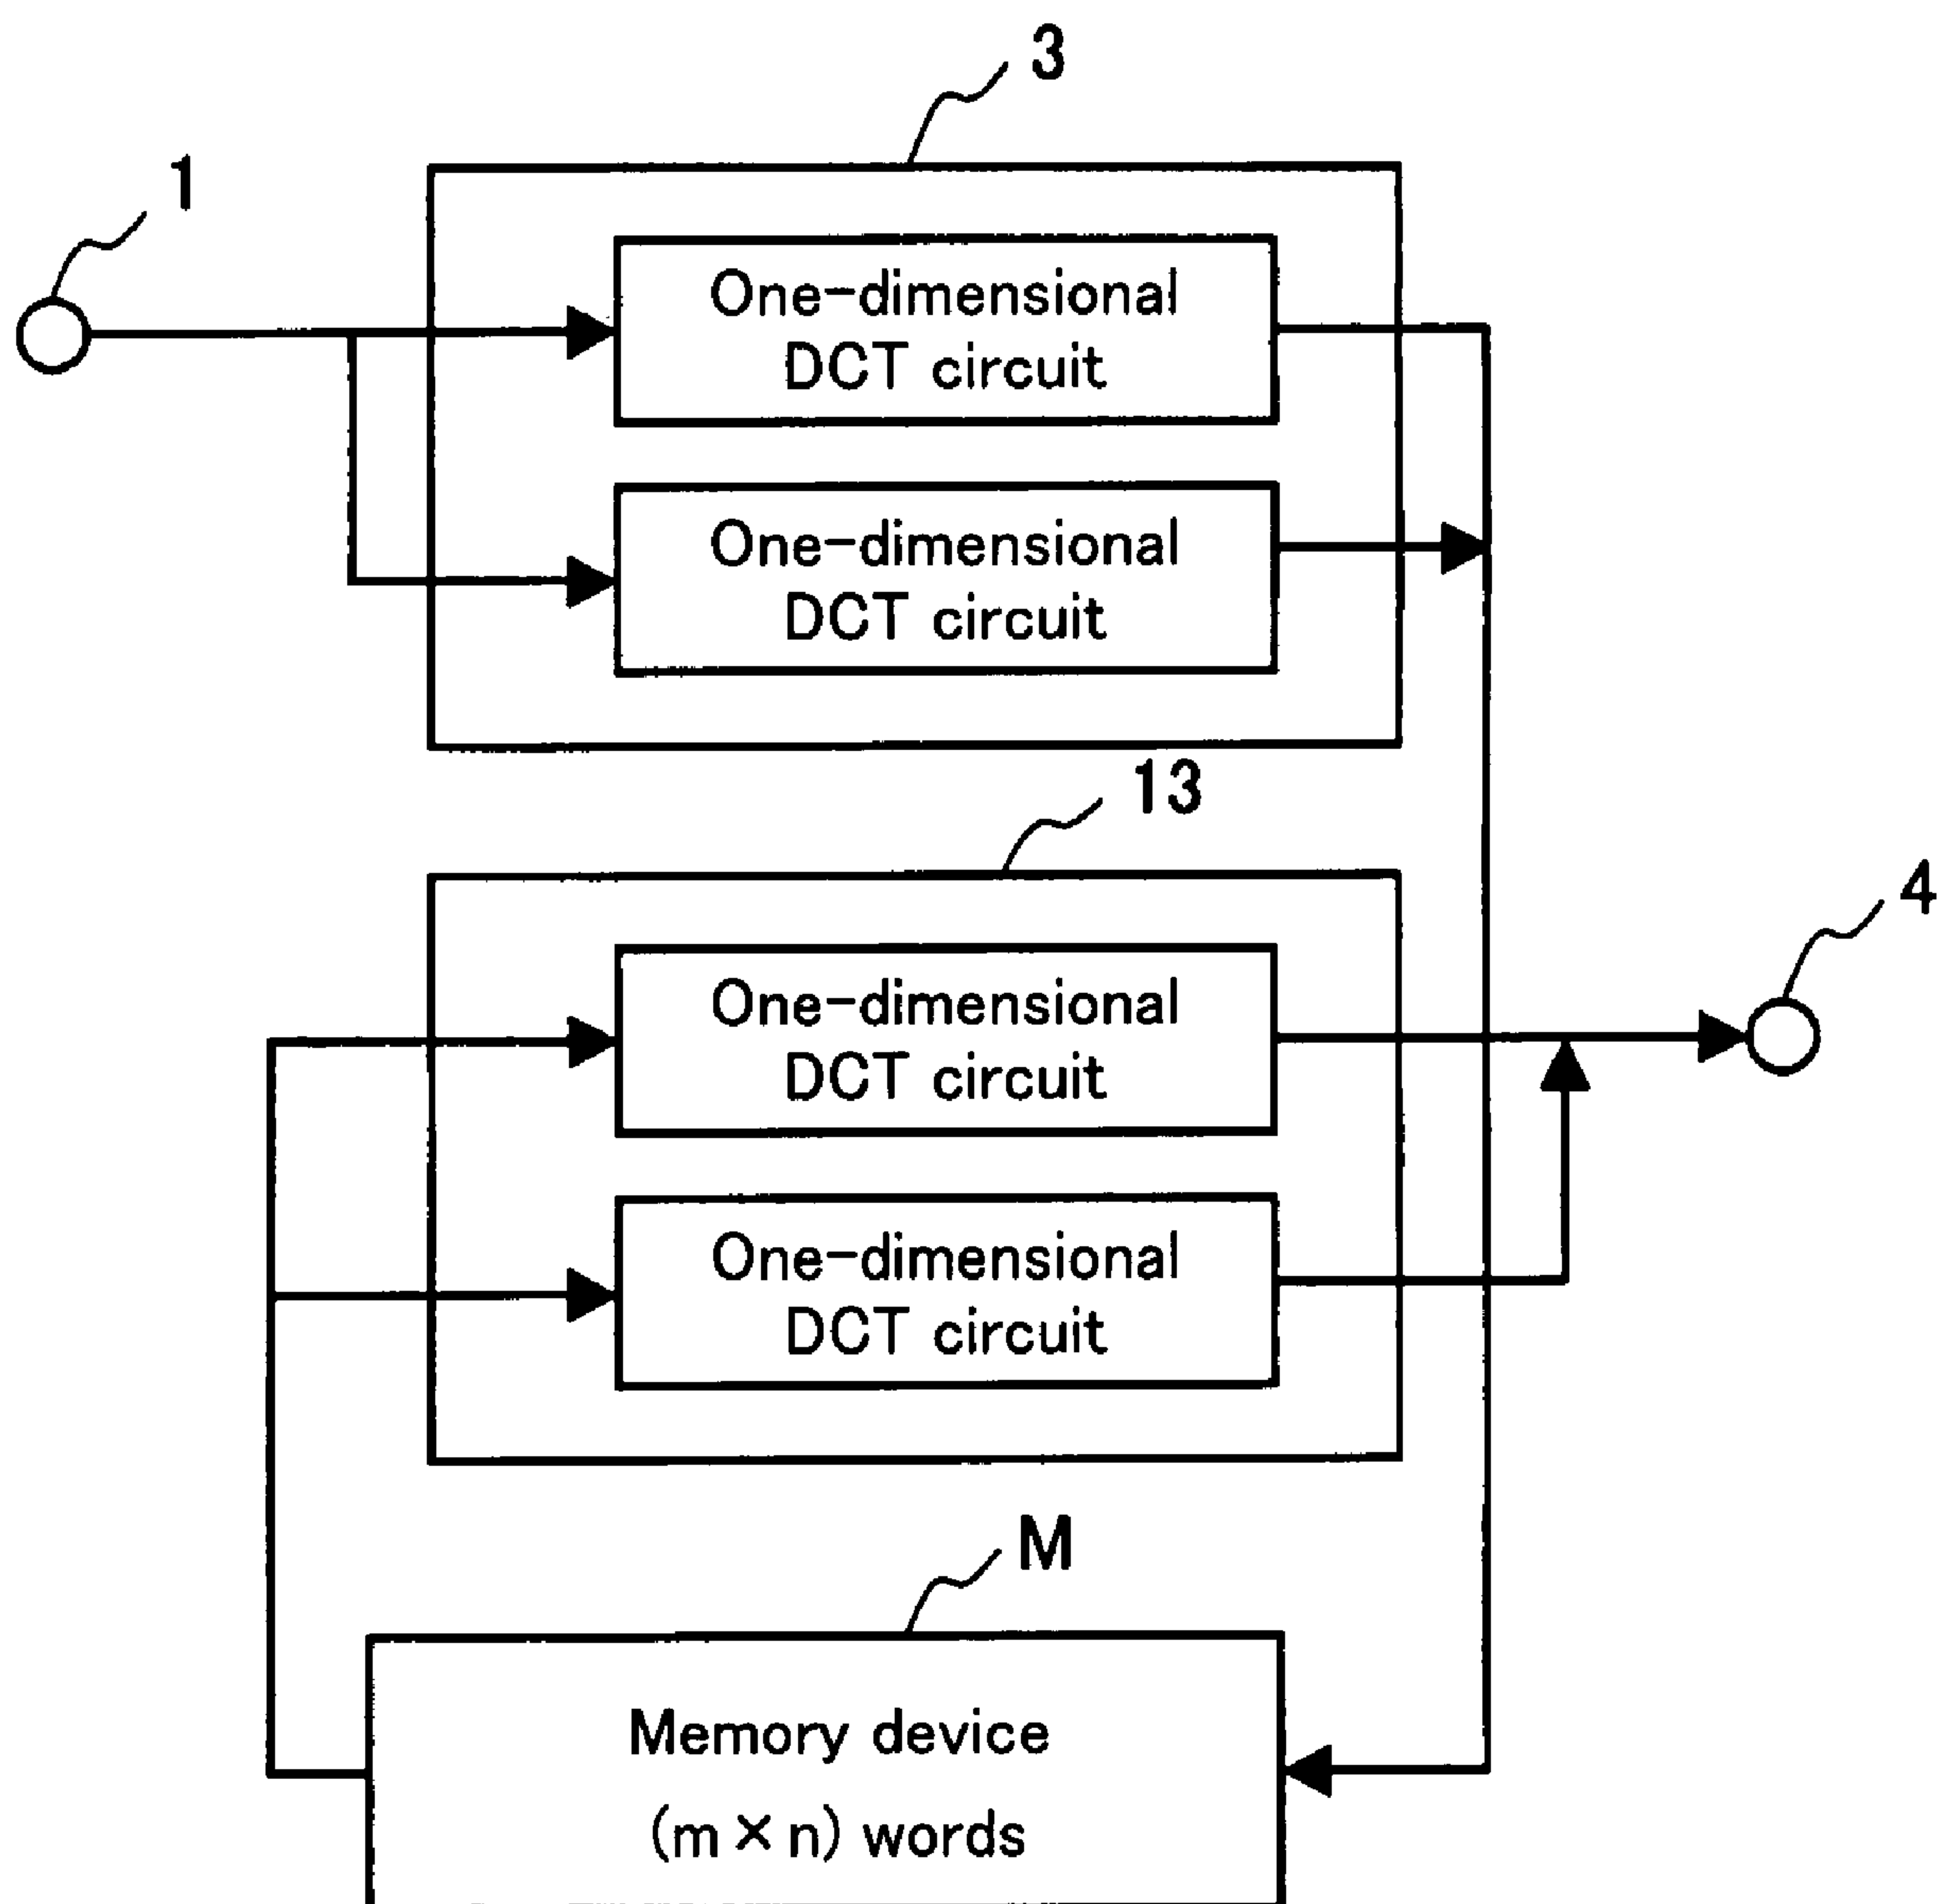 3
1
One-dimensional
DCT circuit
One-dimensional
DCT circuit
13
4
One-dimensional
DCT circuit
One-dimensional
DCT circuit
M
Memory device
(m × n) words